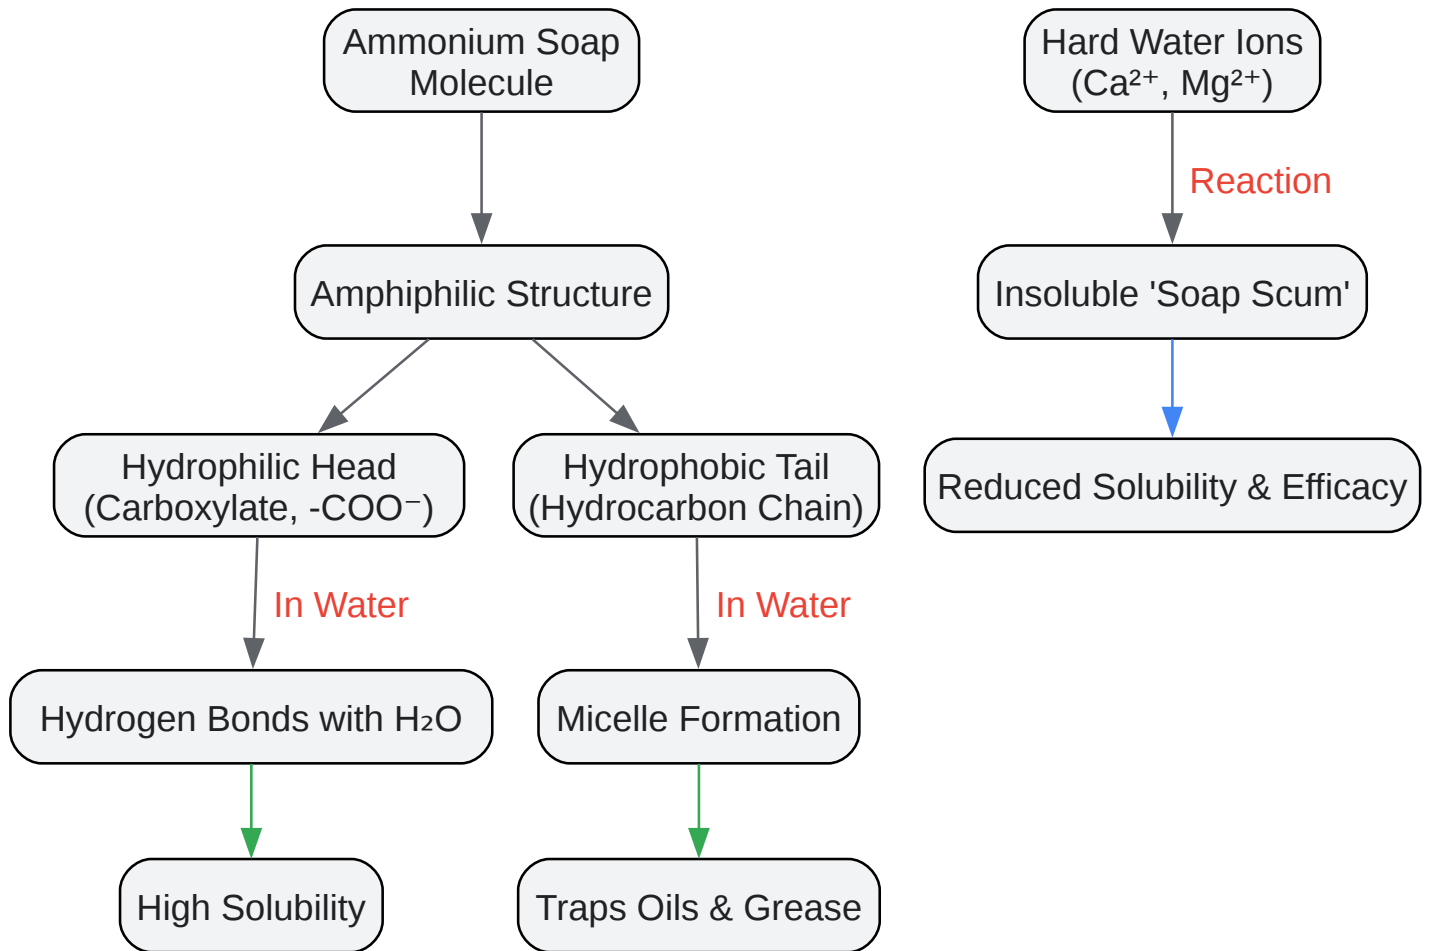 Ammonium Soap
Molecule
Hard Water Ions
(Ca²⁺, Mg²⁺)
Reaction
Amphiphilic Structure
Insoluble 'Soap Scum'
Hydrophilic Head
(Carboxylate, -COO⁻)
Hydrophobic Tail
(Hydrocarbon Chain)
Reduced Solubility & Efficacy
In Water
In Water
Hydrogen Bonds with H₂O
Micelle Formation
High Solubility
Traps Oils & Grease